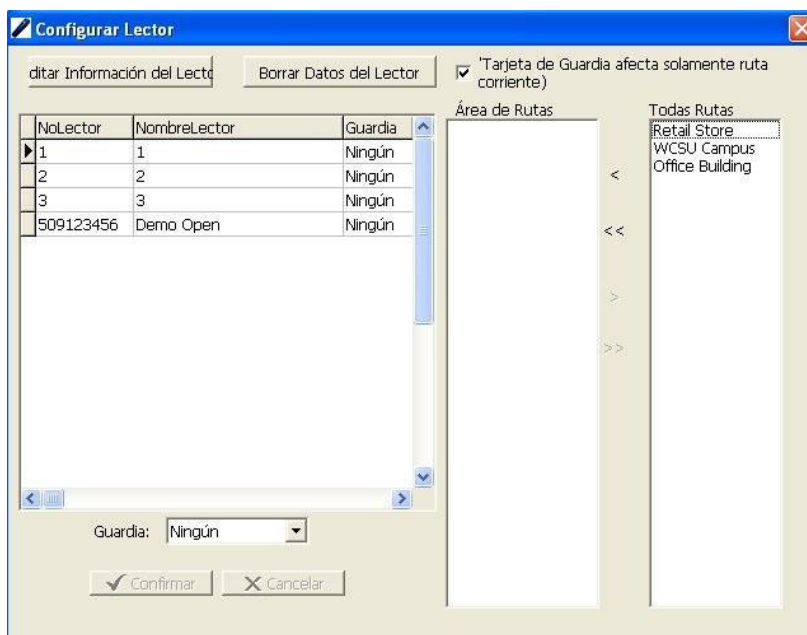 Configurar Lector
ditar Información del Lecto
Borrar Datos del Lector
'Tarjeta de Guardia afecta solamente ruta
corriente)
NoLector NombreLector Guardia
1 1 Ningún
2 2 Ningún
3 3 Ningún
509123456 Demo Open Ningún
Guardia: Ningún
Confirmar
Cancelar
Área de Rutas
<
<<
>
>>
Todas Rutas
Retail Store
WCSU Campus
Office Building